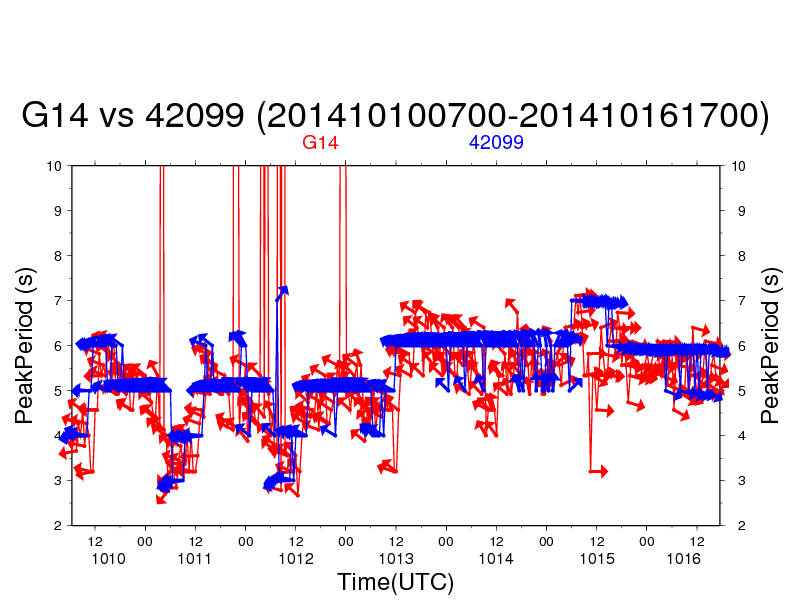 G14 vs 42099 (201410100700-201410161700)
G14 42099
10 10
9 9
8 8
7 7
6 6
5 5
4 4
3 3
2 2
PeakPeriod (s) PeakPeriod (s)
12 00 12 00 12 00 12 00 12 00 12 00 12
1010 1011 1012 1013 1014 1015 1016
Time(UTC)